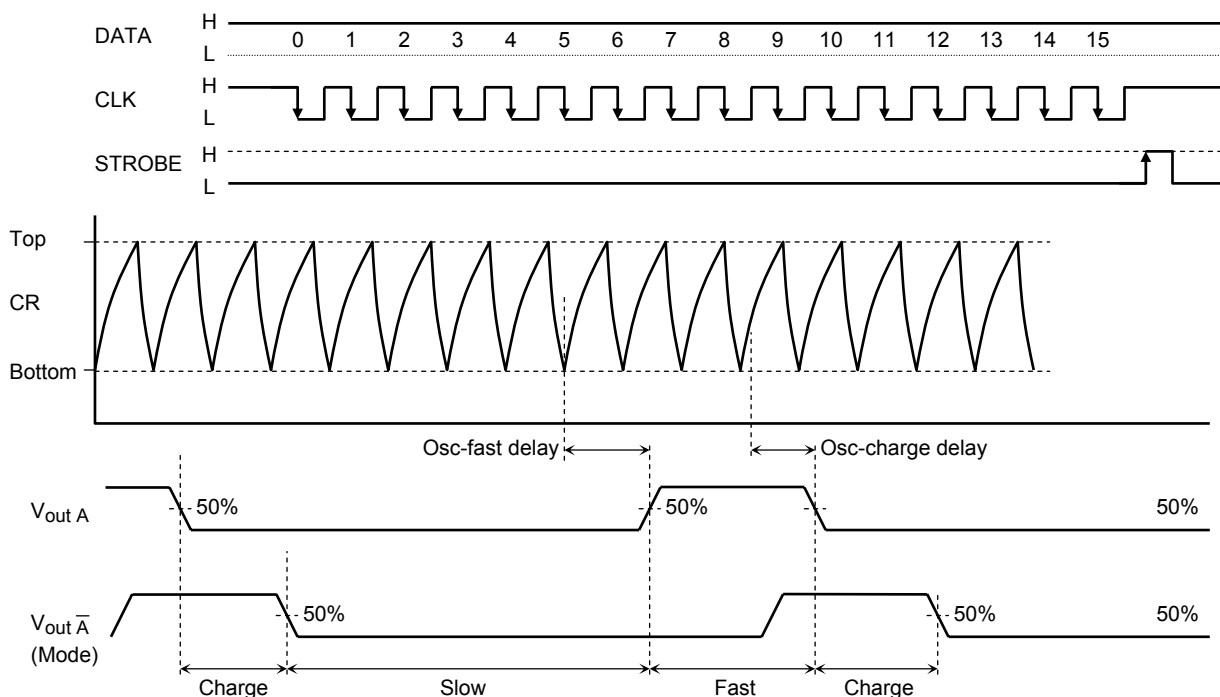 H
DATA
L
0 1 2 3 4 5 6 7 8 9 10 11 12 13 14 15
H
CLK
L
H
STROBE
L
Top
CR
Bottom
Osc-fast delay
Osc-charge delay
Vout A
50%
50%
50%
Vout A̅
(Mode)
50%
50%
50%
Charge
Slow
Fast
Charge